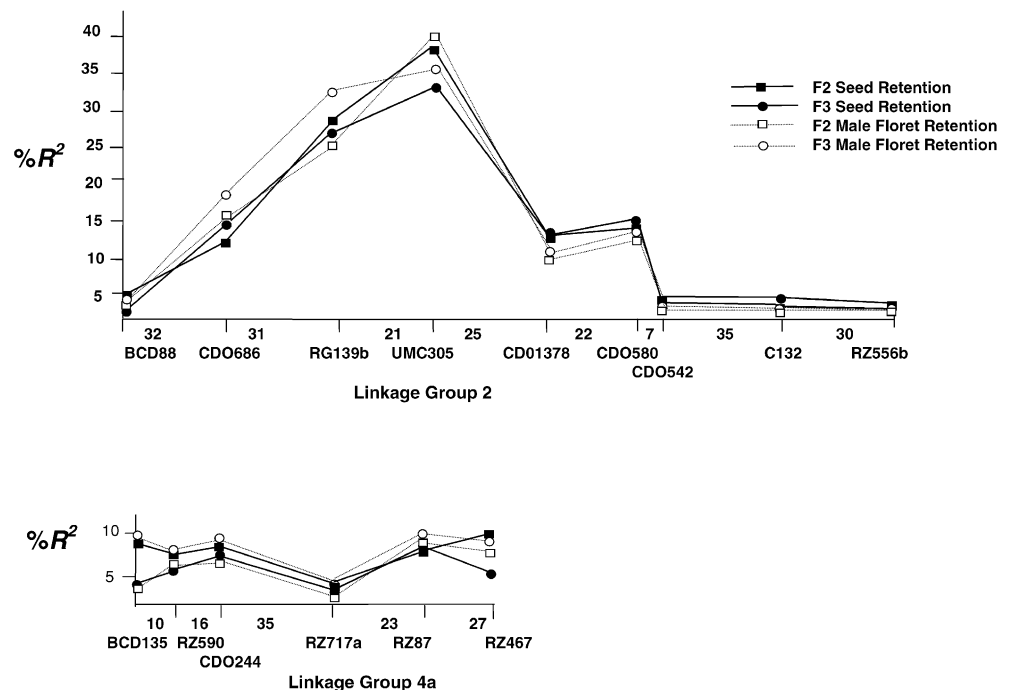 40
35
30
25
20
15
10
5
%R²
F2 Seed Retention
F3 Seed Retention
F2 Male Floret Retention
F3 Male Floret Retention
32 31 21 25 22 7 35 30
BCD88 CDO686 RG139b UMC305 CD01378 CDO580 C132 RZ556b
CDO542
Linkage Group 2
%R²
10
5
10 16 35 23 27
BCD135 RZ590 RZ717a RZ87 RZ467
CDO244
Linkage Group 4a